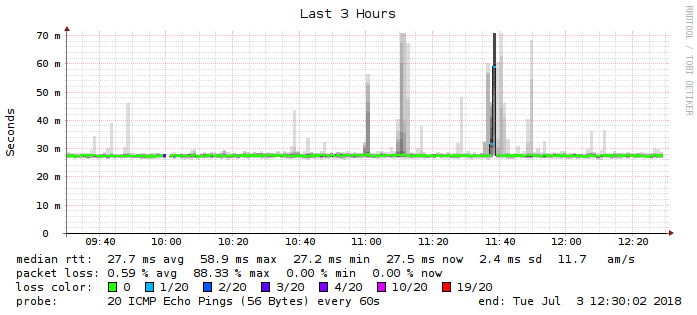 Last 3 Hours
RRDTOOL / TOBI OETIKER
Seconds
70 m
60 m
50 m
40 m
30 m
20 m
10 m
0
09:40 10:00 10:20 10:40 11:00 11:20 11:40 12:00 12:20
median rtt: 27.7 ms avg 58.9 ms max 27.2 ms min 27.5 ms now 2.4 ms sd 11.7 am/s
packet loss: 0.59 % avg 88.33 % max 0.00 % min 0.00 % now
loss color: 0 1/20 2/20 3/20 4/20 10/20 19/20
probe: 20 ICMP Echo Pings (56 Bytes) every 60s end: Tue Jul 3 12:30:02 2018